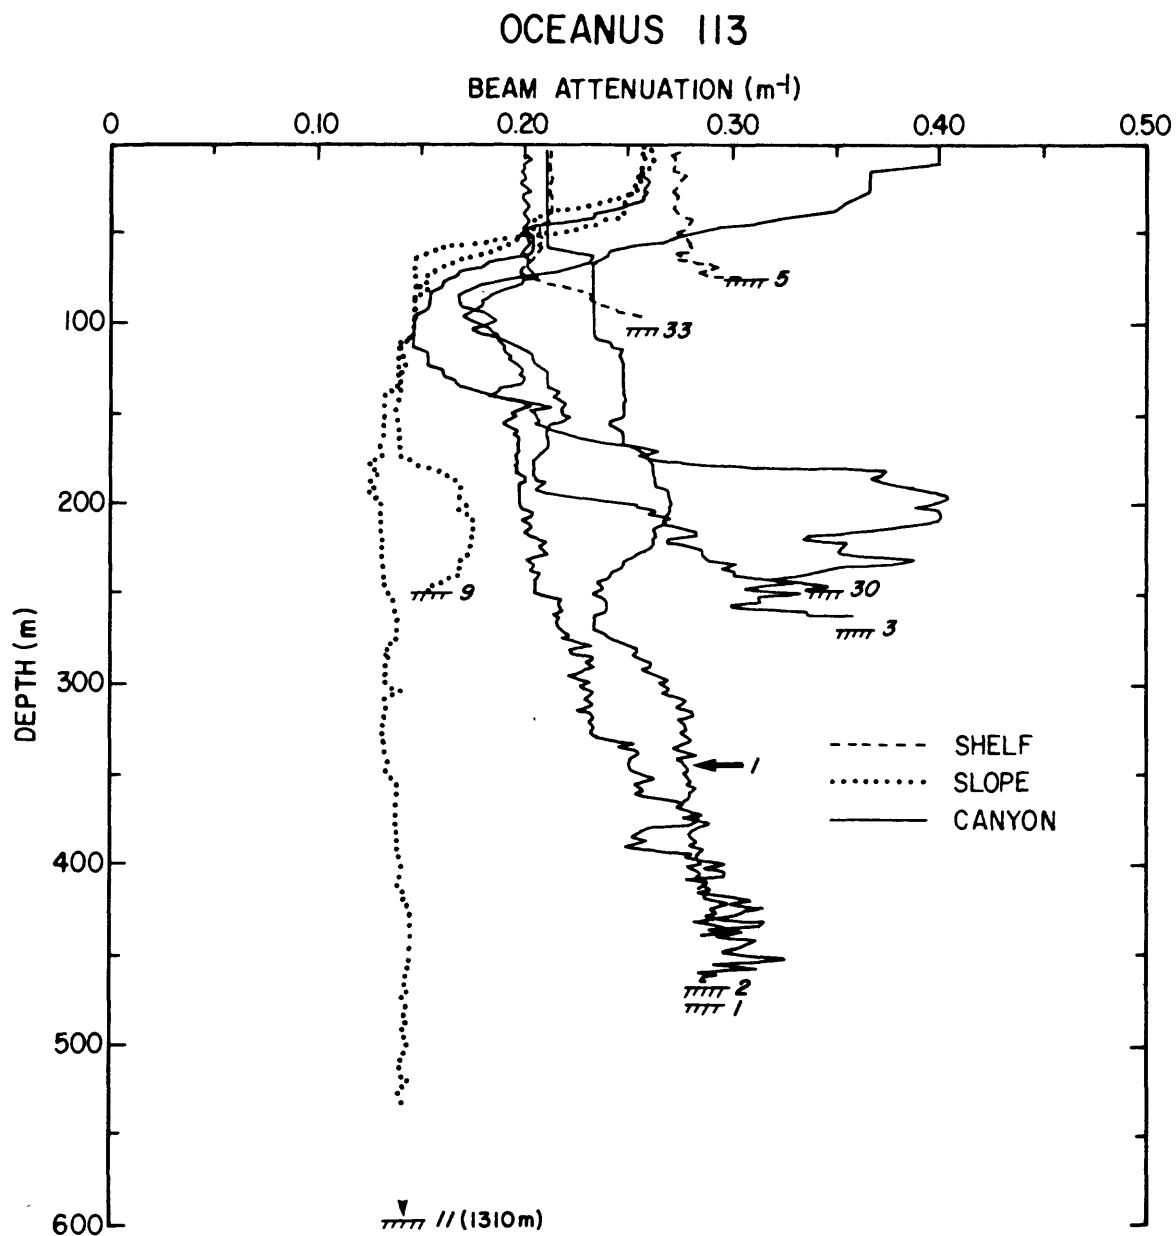 OCEANUS 113
BEAM ATTENUATION (m⁻¹)
0 0.10 0.20 0.30 0.40 0.50
5
100
33
200
9
30
3
DEPTH (m)
300
SHELF
1
SLOPE
CANYON
400
2
1
500
600
11 (1310m)